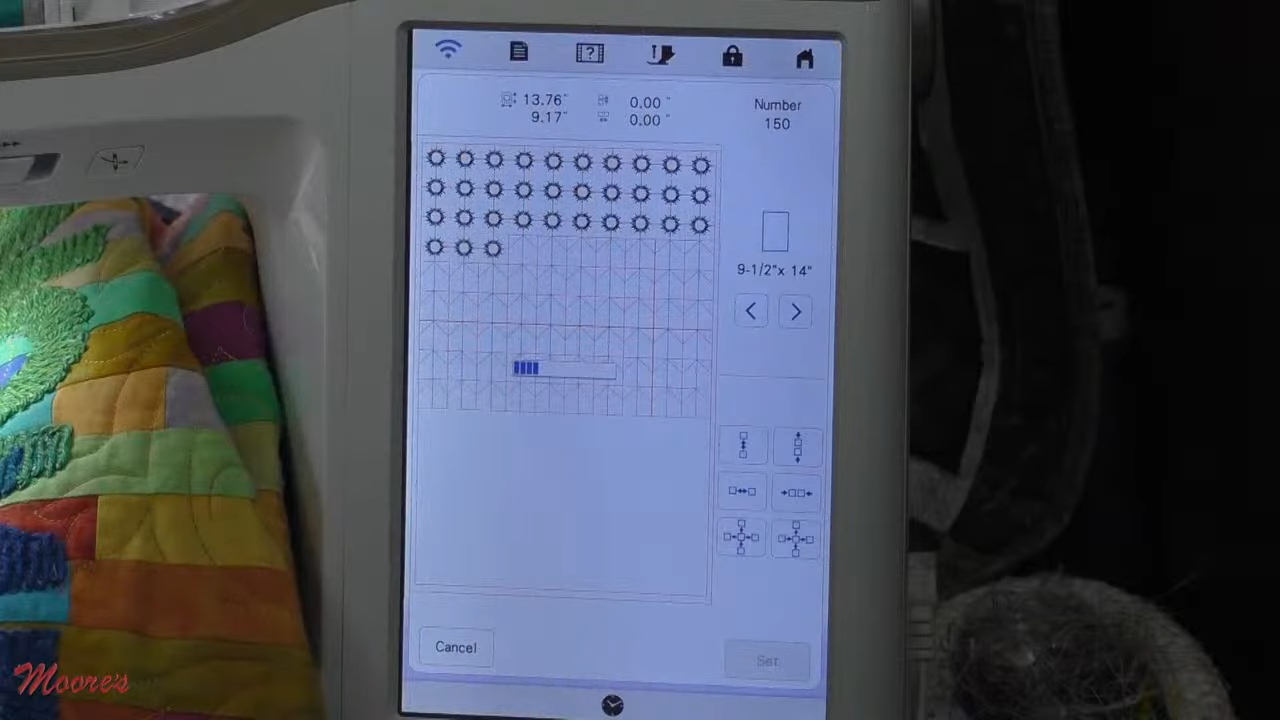 ?
13.76"
9.17"
0.00 "
0.00 "
Number
150
9-1/2"x 14"
Cancel
Set
Moore's